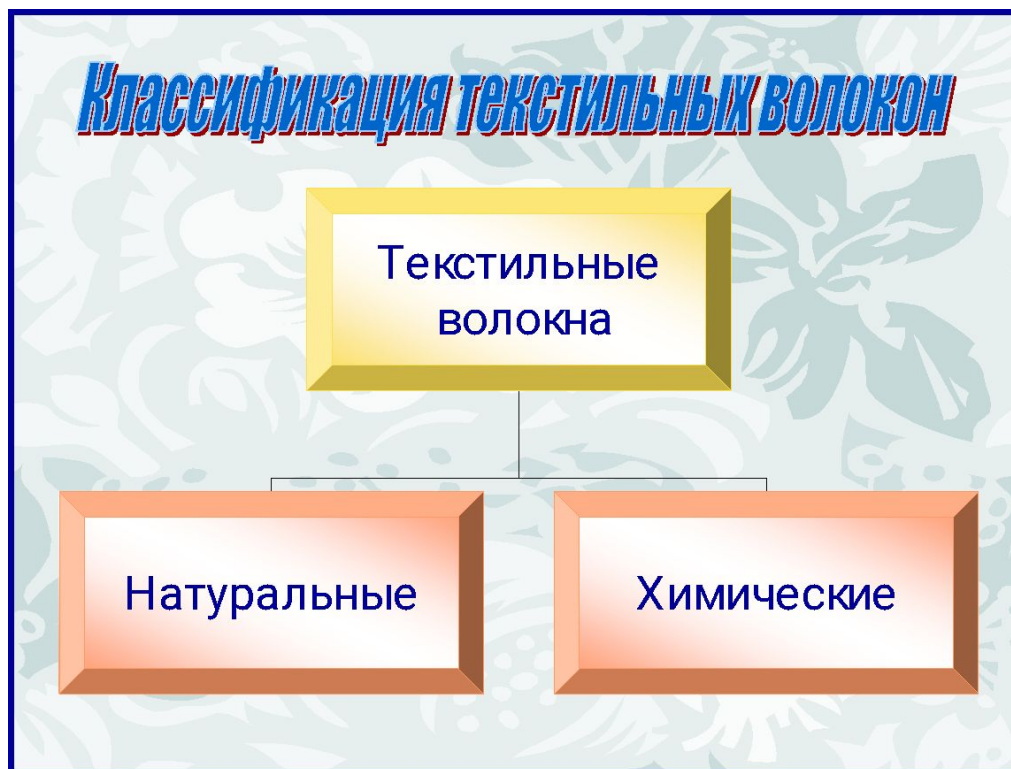 Классификация текстильных волокон
Текстильные
волокна
Натуральные
Химические